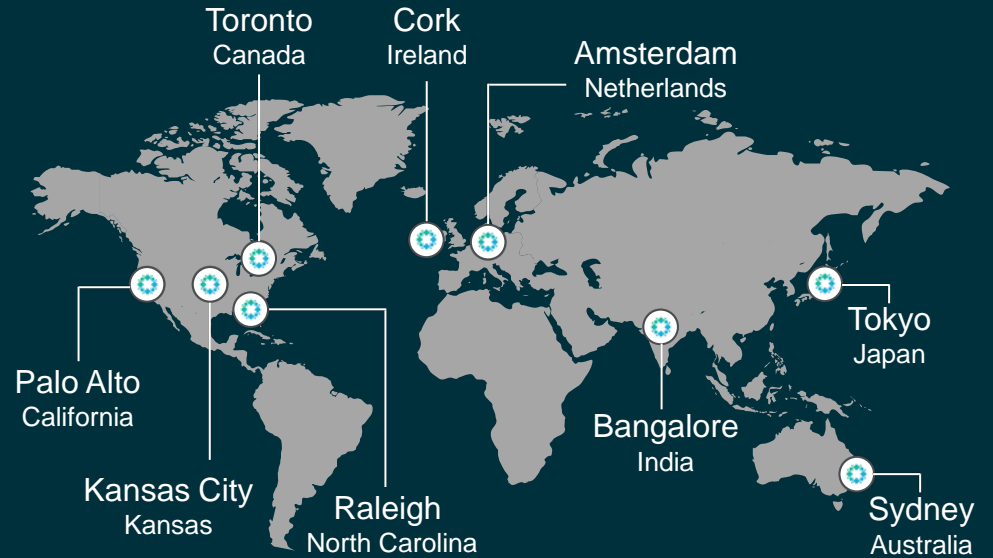 Toronto
Canada
Cork
Ireland
Amsterdam
Netherlands
Tokyo
Japan
Palo Alto
California
Bangalore
India
Kansas City
Kansas
Raleigh
North Carolina
Sydney
Australia